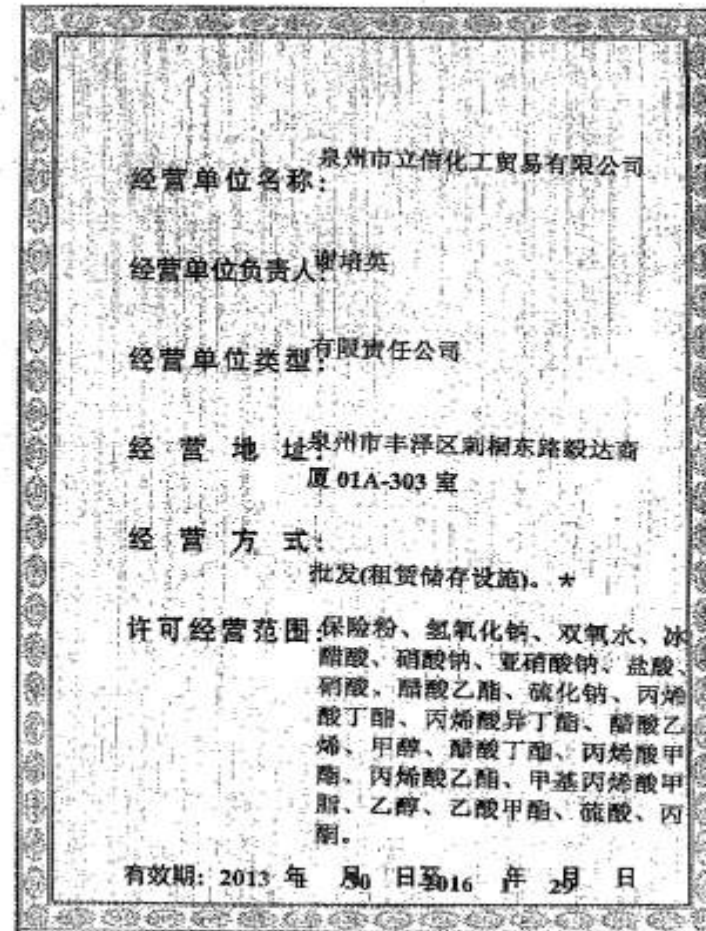 经营单位名称：泉州市立信化工贸易有限公司
经营单位负责人：谢培英
经营单位类型：有限责任公司
经营地址：泉州市丰泽区刺桐东路毅达商
厦 01A-303 室
经营方式：
批发(租赁储存设施)。★
许可经营范围：保险粉、氢氧化钠、双氧水、冰
醋酸、硝酸钠、亚硝酸钠、盐酸、
硝酸、醋酸乙酯、硫化钠、丙烯
酸丁酯、丙烯酸异丁酯、醋酸乙
烯、甲醇、醋酸丁酯、丙烯酸甲
酯、丙烯酸乙酯、甲基丙烯酸甲
脂、乙醇、乙酸甲酯、硫酸、丙
酮。
有效期：2013 年 1 月 30 日至 2016 年 1 月 29 日